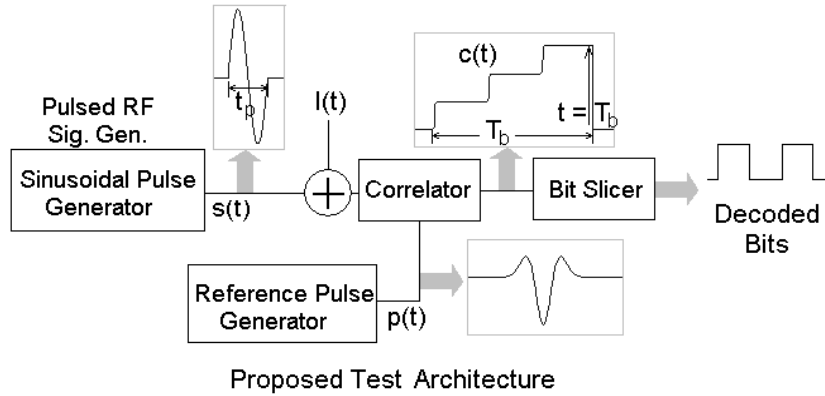 Pulsed RF
Sig. Gen.
Sinusoidal Pulse
Generator
s(t)
t_p
I(t)
+
Correlator
c(t)
t = T_b
T_b
Bit Slicer
Decoded
Bits
Reference Pulse
Generator
p(t)
Proposed Test Architecture